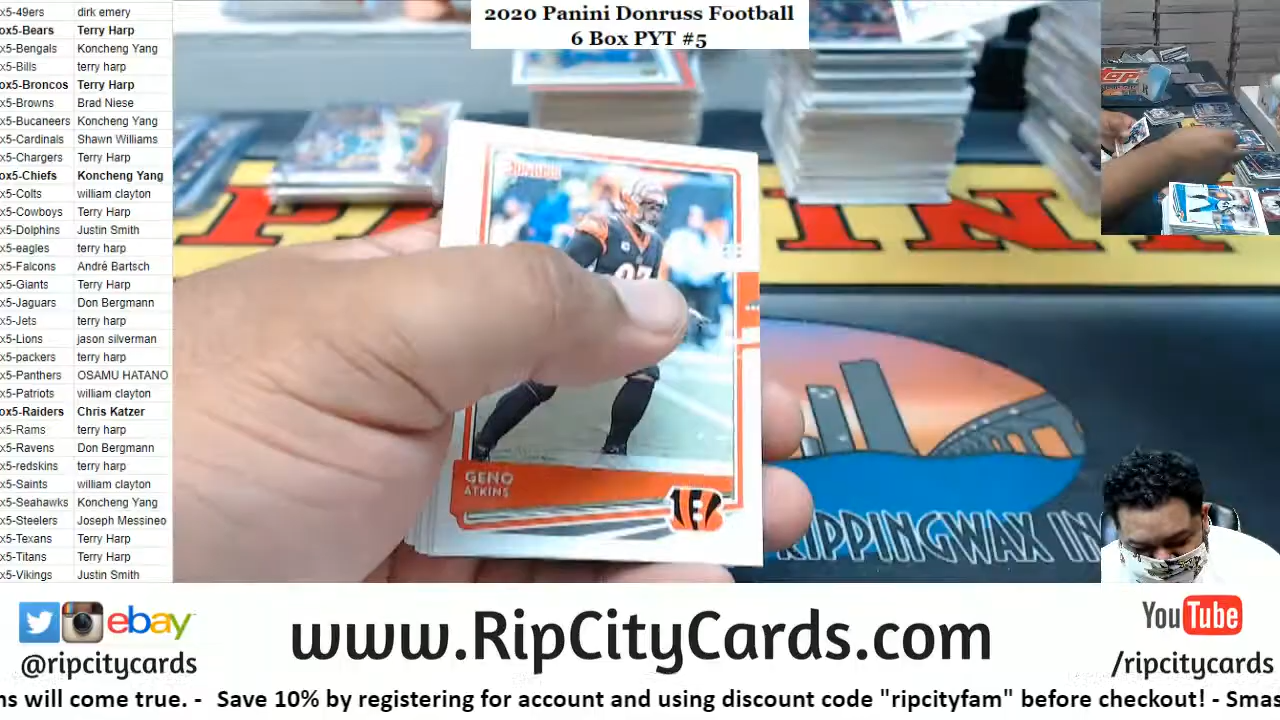 2020 Panini Donruss Football
6 Box PYT #5
x5-49ers dirk emery
ox5-Bears Terry Harp
x5-Bengals Koncheng Yang
x5-Bills terry harp
ox5-Broncos Terry Harp
x5-Browns Brad Niese
x5-Bucaneers Koncheng Yang
x5-Cardinals Shawn Williams
x5-Chargers Terry Harp
ox5-Chiefs Koncheng Yang
x5-Colts william clayton
x5-Cowboys Terry Harp
x5-Dolphins Justin Smith
x5-eagles terry harp
x5-Falcons André Bartsch
x5-Giants Terry Harp
x5-Jaguars Don Bergmann
x5-Jets terry harp
x5-Lions jason silverman
x5-packers terry harp
x5-Panthers OSAMU HATANO
x5-Patriots william clayton
ox5-Raiders Chris Katzer
x5-Rams terry harp
x5-Ravens Don Bergmann
x5-redskins terry harp
x5-Saints william clayton
x5-Seahawks Koncheng Yang
x5-Steelers Joseph Messineo
x5-Texans Terry Harp
x5-Titans Terry Harp
x5-Vikings Justin Smith
GENO
ATKINS
RIPPINGWAX IN
ebay
@ripcitycards
www.RipCityCards.com
YouTube
/ripcitycards
ns will come true. - Save 10% by registering for account and using discount code "ripcityfam" before checkout! - Smas